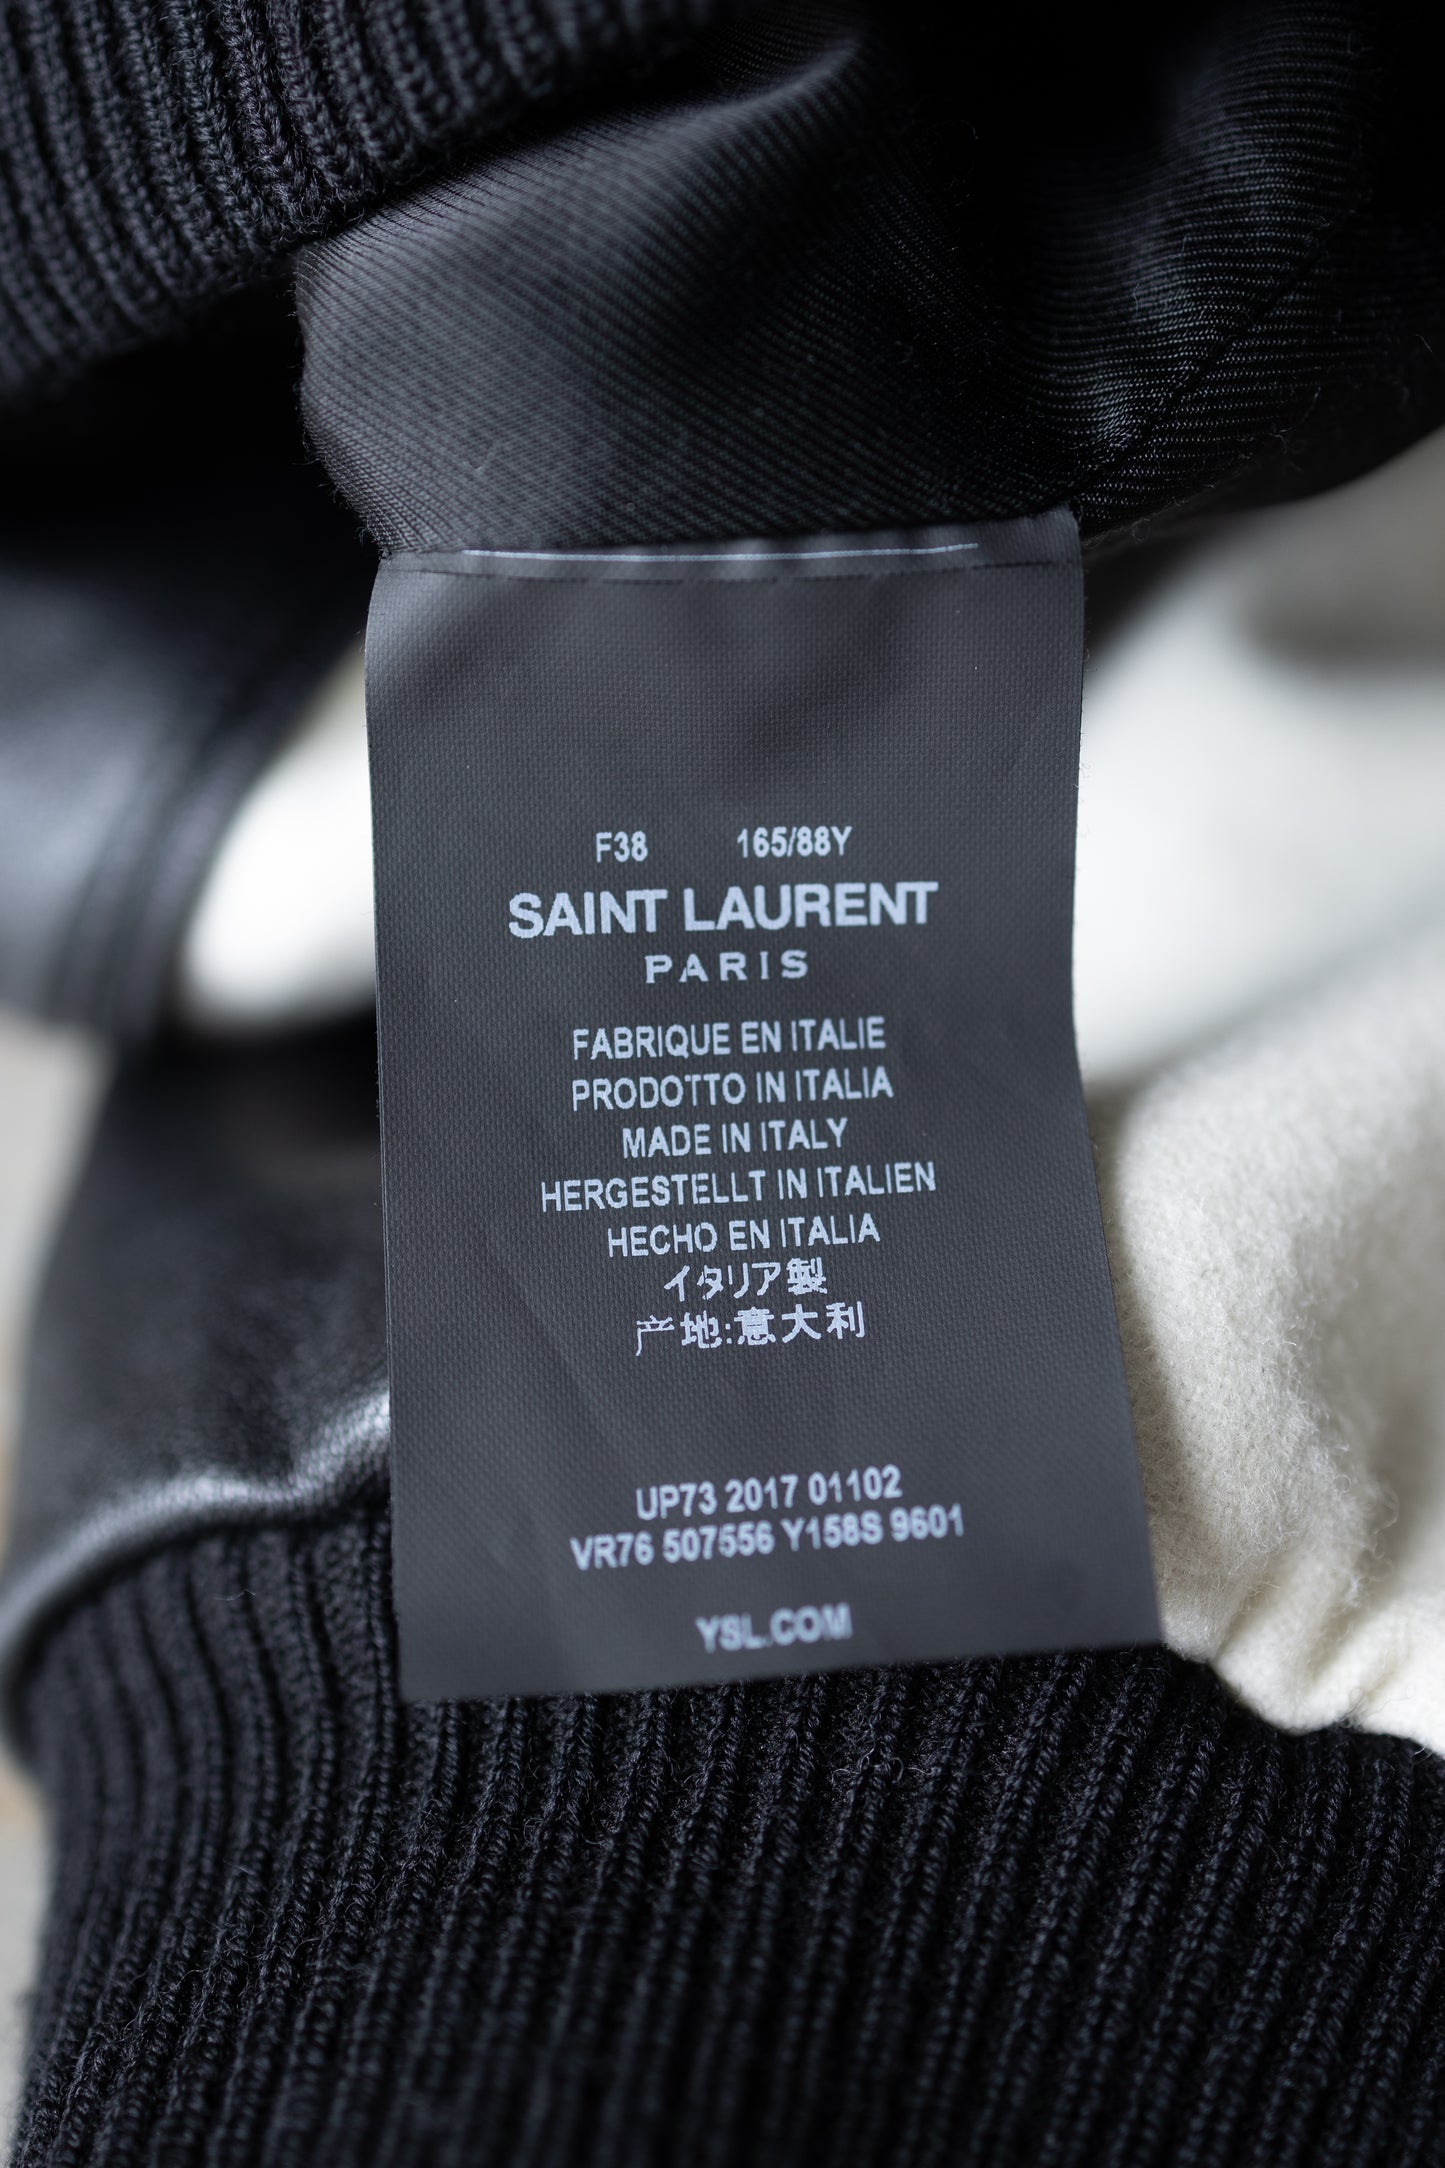 F38 165/88Y
SAINT LAURENT
PARIS
FABRIQUE EN ITALIE
PRODOTTO IN ITALIA
MADE IN ITALY
HERGESTELLT IN ITALIEN
HECHO EN ITALIA
イタリア製
产地:意大利
UP73 2017 01102
VR76 507556 Y158S 9601
YSL.COM